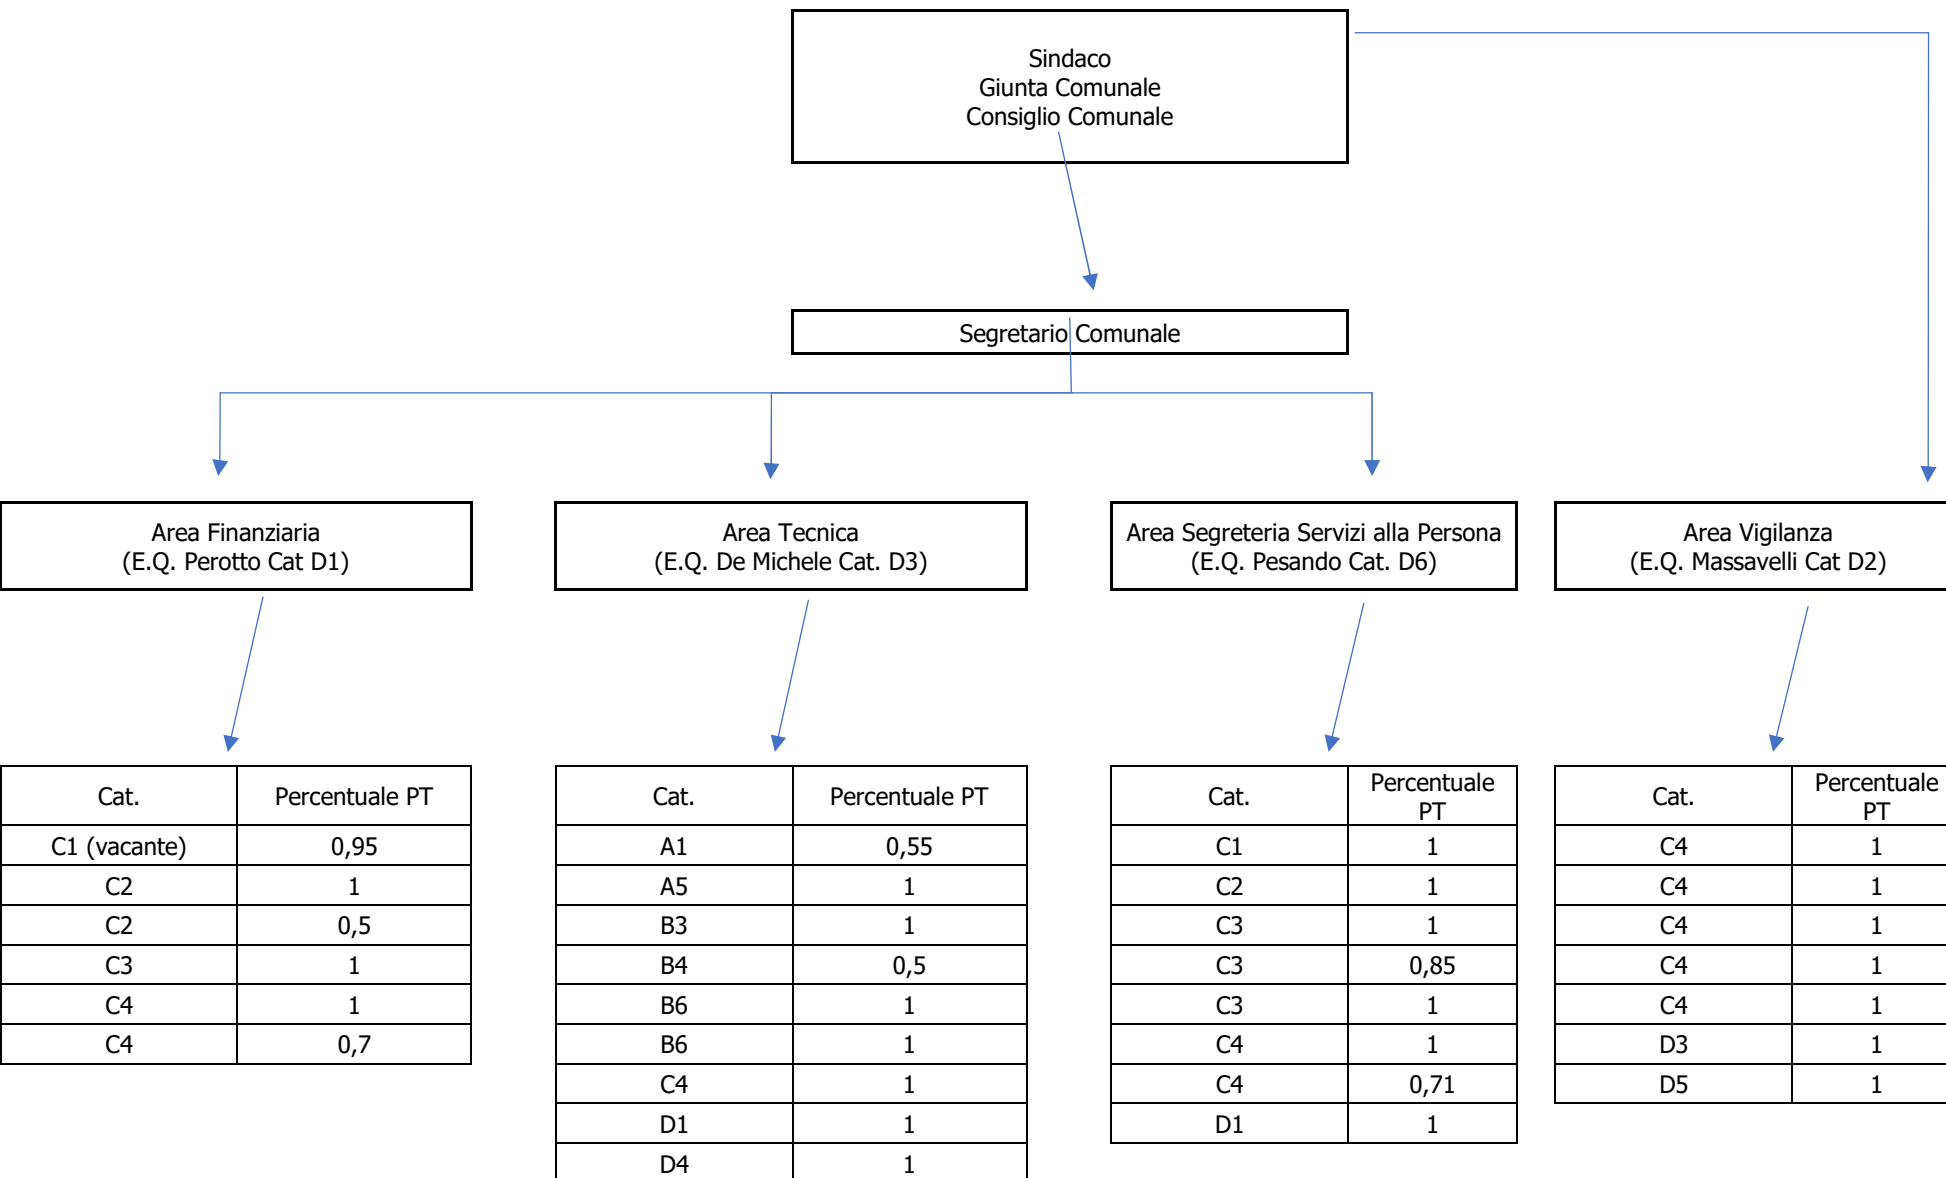 Sindaco
Giunta Comunale
Consiglio Comunale
Segretario Comunale
Area Finanziaria
(E.Q. Perotto Cat D1)
Area Tecnica
(E.Q. De Michele Cat. D3)
Area Segreteria Servizi alla Persona
(E.Q. Pesando Cat. D6)
Area Vigilanza
(E.Q. Massavelli Cat D2)
Cat. Percentuale PT
C1 (vacante) 0,95
C2 1
C2 0,5
C3 1
C4 1
C4 0,7
Cat. Percentuale PT
A1 0,55
A5 1
B3 1
B4 0,5
B6 1
B6 1
C4 1
D1 1
D4 1
Cat. Percentuale
PT
C1 1
C2 1
C3 1
C3 0,85
C3 1
C4 1
C4 0,71
D1 1
Cat. Percentuale
PT
C4 1
C4 1
C4 1
C4 1
C4 1
D3 1
D5 1